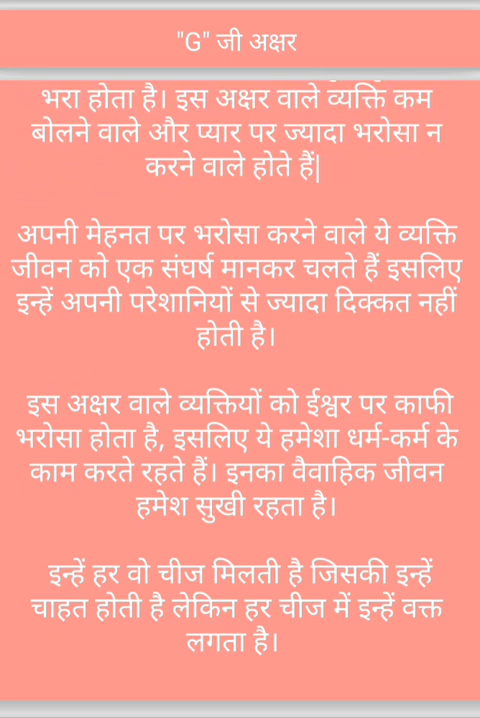 "G" जी अक्षर
भरा होता है। इस अक्षर वाले व्यक्ति कम
बोलने वाले और प्यार पर ज्यादा भरोसा न
करने वाले होते हैं|
अपनी मेहनत पर भरोसा करने वाले ये व्यक्ति
जीवन को एक संघर्ष मानकर चलते हैं इसलिए
इन्हें अपनी परेशानियों से ज्यादा दिक्कत नहीं
होती है।
इस अक्षर वाले व्यक्तियों को ईश्वर पर काफी
भरोसा होता है, इसलिए ये हमेशा धर्म-कर्म के
काम करते रहते हैं। इनका वैवाहिक जीवन
हमेश सुखी रहता है।
इन्हें हर वो चीज मिलती है जिसकी इन्हें
चाहत होती है लेकिन हर चीज में इन्हें वक्त
लगता है।